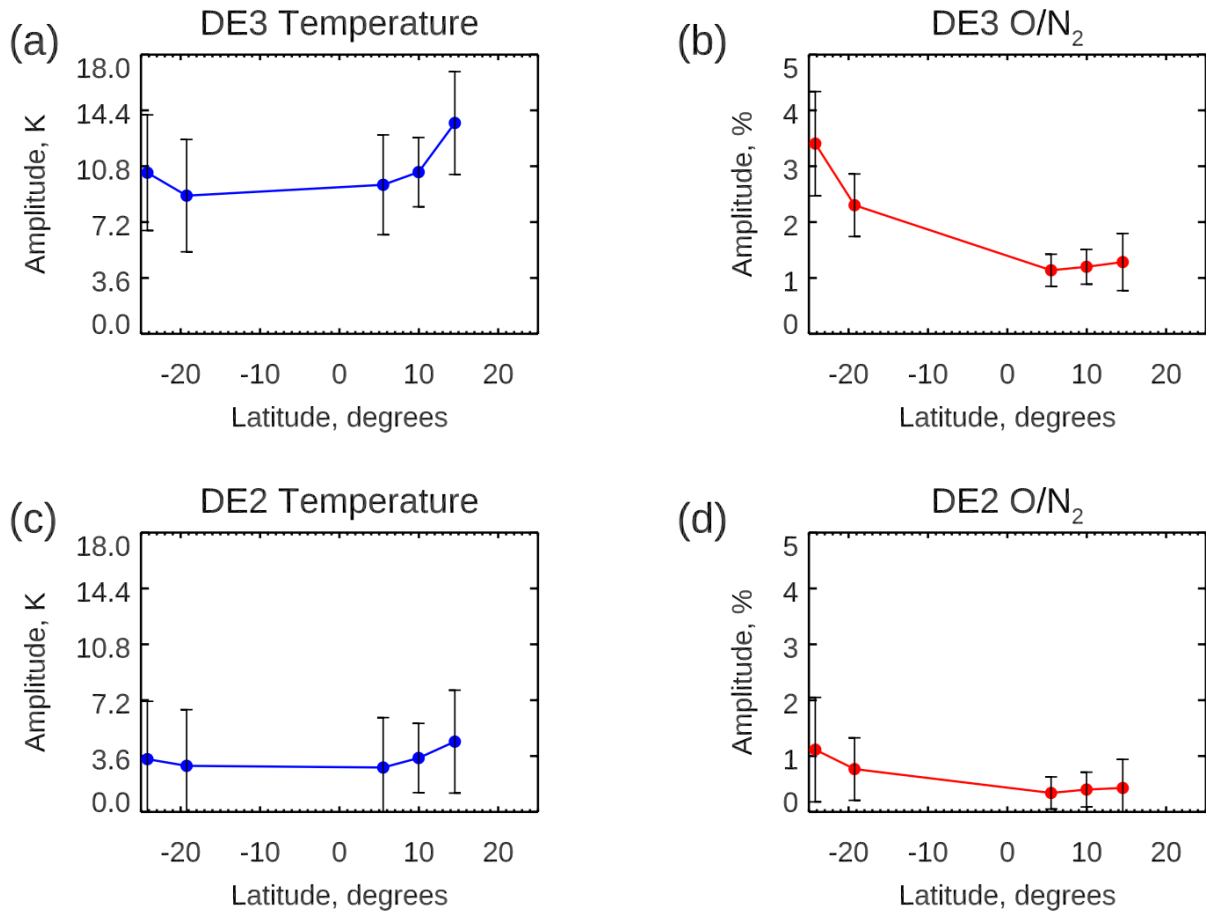 (a)
DE3 Temperature
Amplitude, K
18.0
14.4
10.8
7.2
3.6
0.0
-20 -10 0 10 20
Latitude, degrees
(b)
DE3 O/N₂
Amplitude, %
5
4
3
2
1
0
-20 -10 0 10 20
Latitude, degrees
(c)
DE2 Temperature
Amplitude, K
18.0
14.4
10.8
7.2
3.6
0.0
-20 -10 0 10 20
Latitude, degrees
(d)
DE2 O/N₂
Amplitude, %
5
4
3
2
1
0
-20 -10 0 10 20
Latitude, degrees